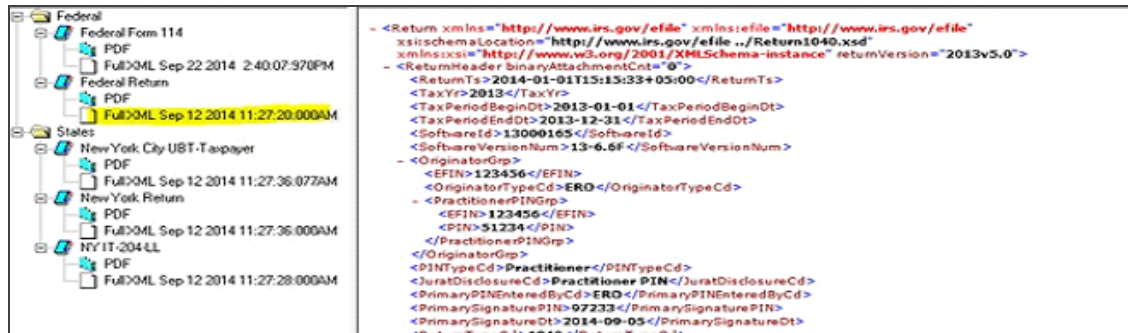 Federal
Federal Form 114
PDF
FullXML Sep 22 2014 2:40:07:970PM
Federal Return
PDF
FullXML Sep 12 2014 11:27:20:000AM
States
New York City UBT-Taxpayer
PDF
FullXML Sep 12 2014 11:27:36:077AM
New York Return
PDF
FullXML Sep 12 2014 11:27:36:000AM
NY IT-204-LL
PDF
FullXML Sep 12 2014 11:27:28:000AM
- <Return xmlns="http://www.irs.gov/efile" xmlns:efile="http://www.irs.gov/efile"
xsi:schemaLocation="http://www.irs.gov/efile ../Return1040.xsd"
xmlns:xsi="http://www.w3.org/2001/XMLSchema-instance" returnVersion="2013v5.0">
- <ReturnHeader binaryAttachmentCnt="0">
<ReturnTs>2014-01-01T15:15:33+05:00</ReturnTs>
<TaxYr>2013</TaxYr>
<TaxPeriodBeginDt>2013-01-01</TaxPeriodBeginDt>
<TaxPeriodEndDt>2013-12-31</TaxPeriodEndDt>
<SoftwareId>13000165</SoftwareId>
<SoftwareVersionNum>13-6.6F</SoftwareVersionNum>
- <OriginatorGrp>
<EFIN>123456</EFIN>
<OriginatorTypeCd>ERO</OriginatorTypeCd>
- <PractitionerPINGrp>
<EFIN>123456</EFIN>
<PIN>51234</PIN>
</PractitionerPINGrp>
</OriginatorGrp>
<PINTypeCd>Practitioner</PINTypeCd>
<JuratDisclosureCd>Practitioner PIN</JuratDisclosureCd>
<PrimaryPINEnteredByCd>ERO</PrimaryPINEnteredByCd>
<PrimarySignaturePIN>97233</PrimarySignaturePIN>
<PrimarySignatureDt>2014-09-05</PrimarySignatureDt>